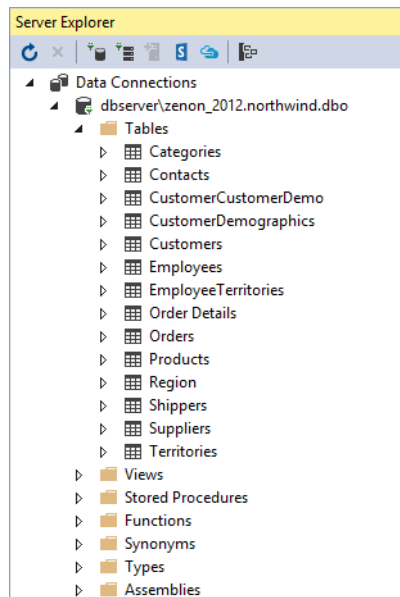 Server Explorer
Data Connections
dbserver\zenon_2012.northwind.dbo
Tables
Categories
Contacts
CustomerCustomerDemo
CustomerDemographics
Customers
Employees
EmployeeTerritories
Order Details
Orders
Products
Region
Shippers
Suppliers
Territories
Views
Stored Procedures
Functions
Synonyms
Types
Assemblies